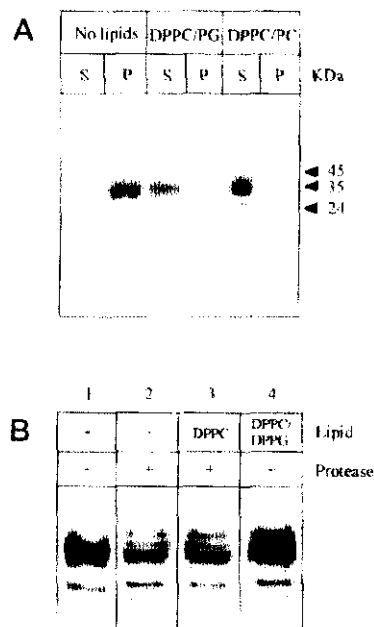 A
No lipids DPPC/PG DPPC/PC
S P S P S P KDa
45
35
24
1 2 3 4
B
- - DPPC DPPC/ DPPG Lipid
- + + - Protease